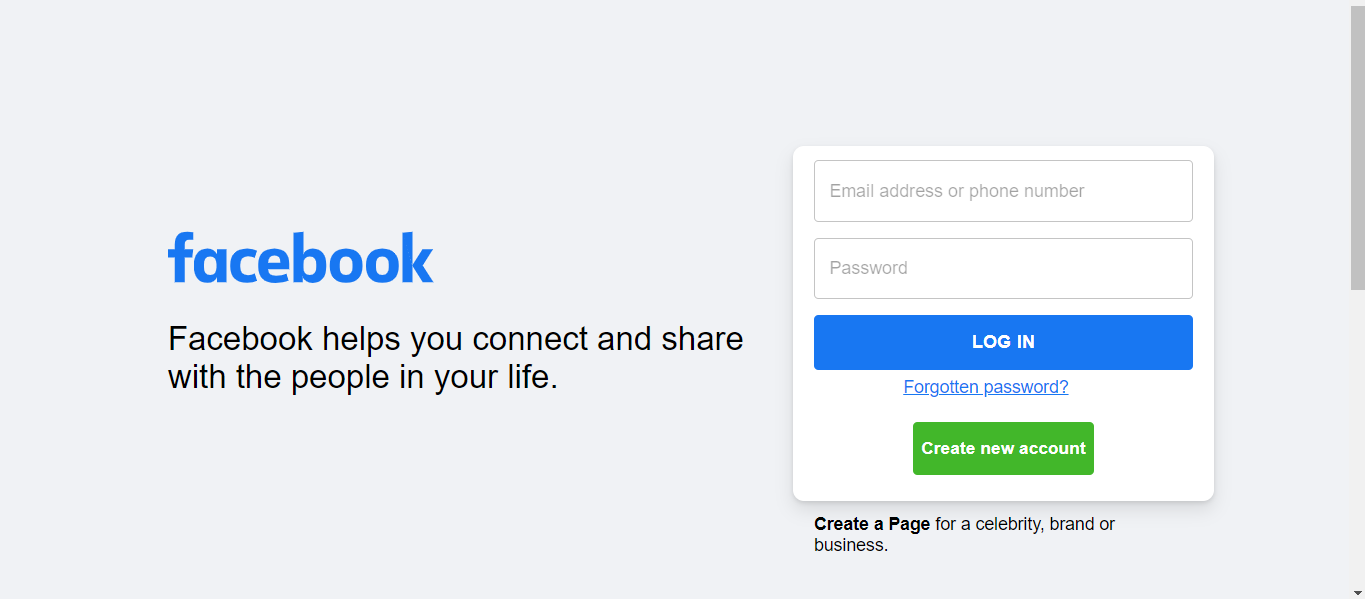 facebook
Facebook helps you connect and share
with the people in your life.
Email address or phone number
Password
LOG IN
Forgotten password?
Create new account
Create a Page for a celebrity, brand or
business.